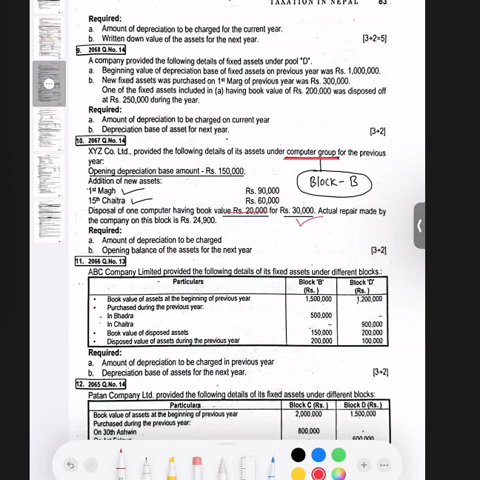 TAXATION IN NEPAL 83
Required:
a. Amount of depreciation to be charged for the current year.
b. Written down value of the assets for the next year. [3+2=5]
9. 2068 Q.No. 14
A company provided the following details of fixed assets under pool "D".
a. Beginning value of depreciation base of fixed assets on previous year was Rs. 1,000,000.
b. New fixed assets was purchased on 1st Marg of previous year was Rs. 300,000.
One of the fixed assets included in (a) having book value of Rs. 200,000 was disposed off
at Rs. 250,000 during the year.
Required:
a. Amount of depreciation to be charged on current year
b. Depreciation base of asset for next year. [3+2]
10. 2067 Q.No. 14
XYZ Co. Ltd., provided the following details of its assets under computer group for the previous
year:
Opening depreciation base amount - Rs. 150,000.
BLOCK - B
Addition of new assets:
1st Magh Rs. 90,000
15th Chaitra Rs. 60,000
Disposal of one computer having book value Rs. 20,000 for Rs. 30,000. Actual repair made by
the company on this block is Rs. 24,900.
Required:
a. Amount of depreciation to be charged
b. Opening balance of the assets for the next year [3+2]
11. 2066 Q.No. 13
ABC Company Limited provided the following details of its fixed assets under different blocks.:
Particulars Block 'B' (Rs. ) Block 'D' (Rs. )
• Book value of assets at the beginning of previous year 1,500,000 1,200,000
• Purchased during the previous year:
- In Bhadra 500,000 –
- In Chaitra – 900,000
• Book value of disposed assets 150,000 200,000
• Disposed value of assets during the previous year 200,000 100,000
Required:
a. Amount of depreciation to be charged in previous year
b. Depreciation base of assets for the next year. [3+2]
12. 2065 Q.No. 14
Patan Company Ltd. provided the following details of its fixed assets under different blocks:
Particulars Block C (Rs. ) Block D (Rs. )
Book value of assets at the beginning of previous year 2,000,000 1,500,000
Purchased during the previous year:
On 30th Ashwin 800,000 -
600,000